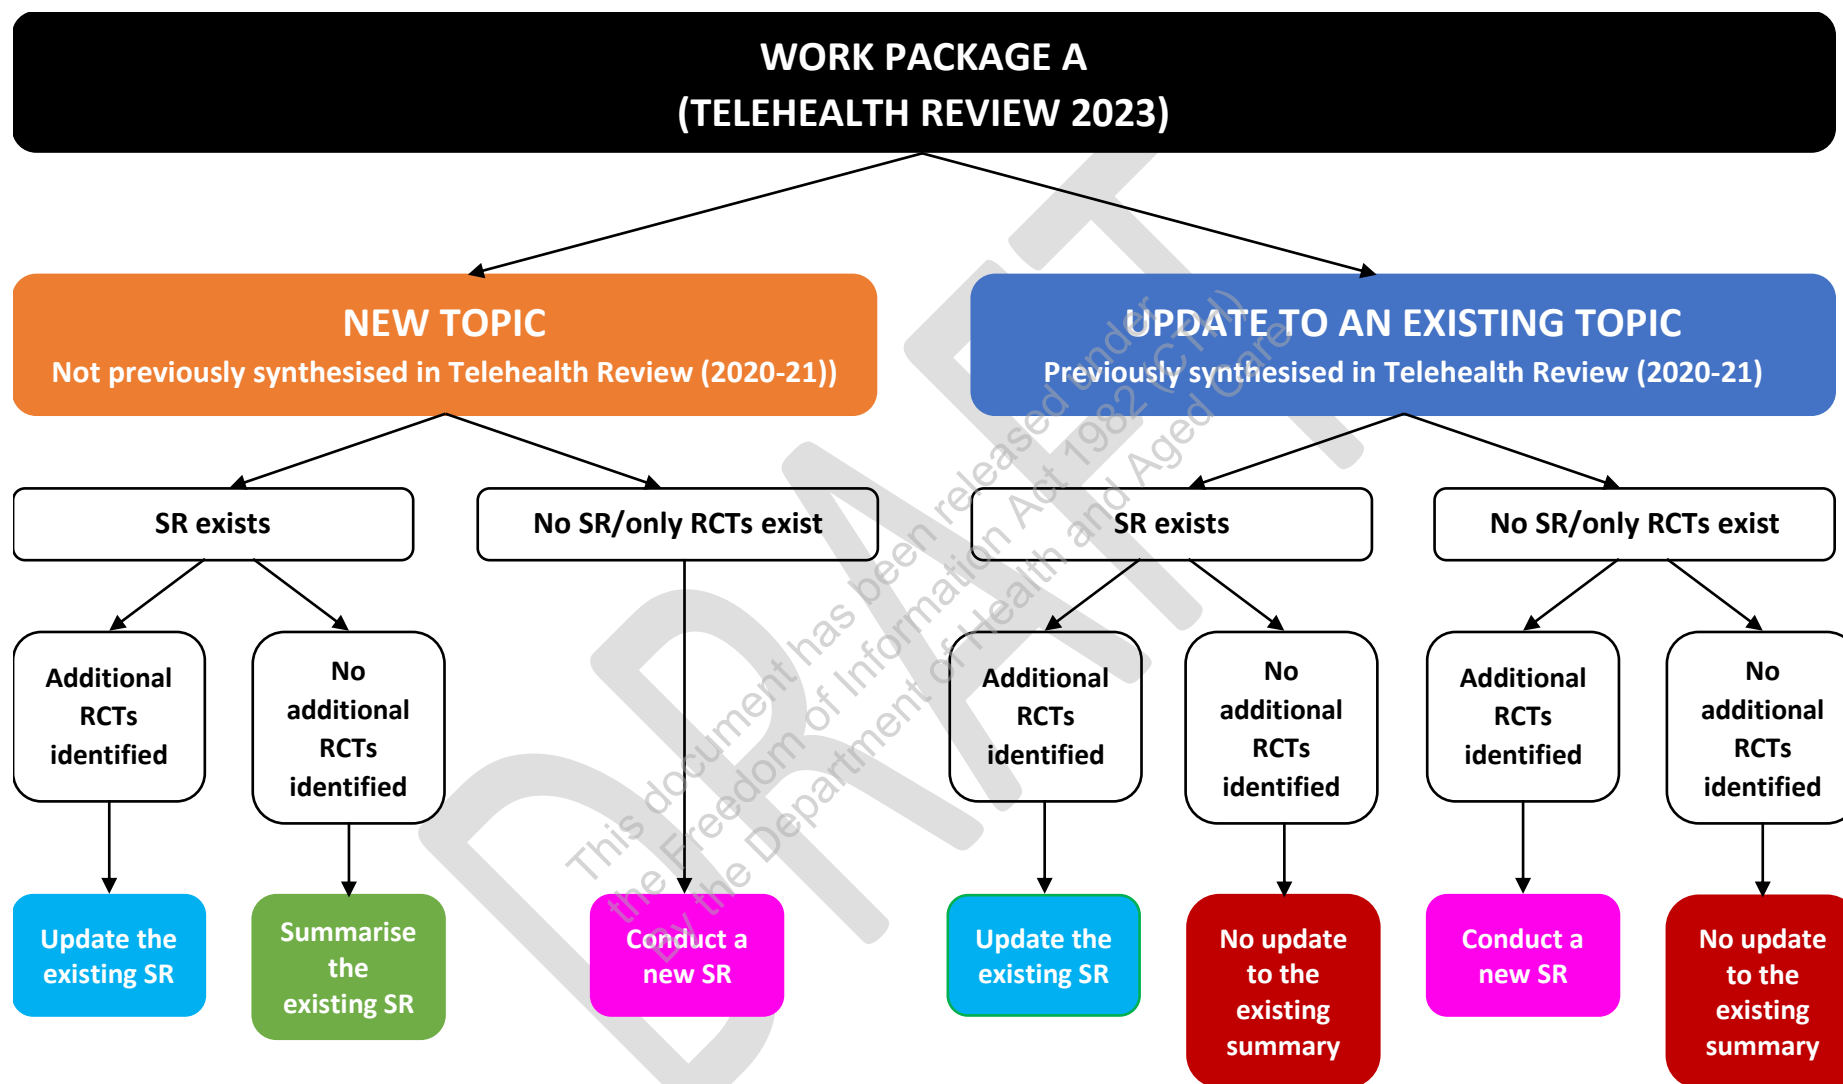 WORK PACKAGE A
(TELEHEALTH REVIEW 2023)
NEW TOPIC
Not previously synthesised in Telehealth Review (2020-21))
UPDATE TO AN EXISTING TOPIC
Previously synthesised in Telehealth Review (2020-21)
SR exists
No SR/only RCTs exist
SR exists
No SR/only RCTs exist
Additional
RCTs
identified
No
additional
RCTs
identified
Additional
RCTs
identified
No
additional
RCTs
identified
Additional
RCTs
identified
No
additional
RCTs
identified
Update the
existing SR
Summarise
the
existing SR
Conduct a
new SR
Update the
existing SR
No update
to the
existing
summary
Conduct a
new SR
No update
to the
existing
summary
DRAFT
This document has been released under
the Freedom of Information Act 1982 (CTH)
By the Department of Health and Aged Care